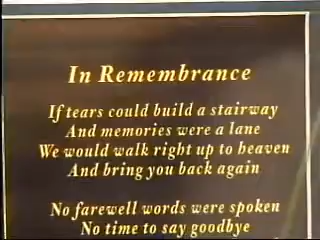 In Remembrance
If tears could build a stairway
And memories were a lane
We would walk right up to heaven
And bring you back again
No farewell words were spoken
No time to say goodbye